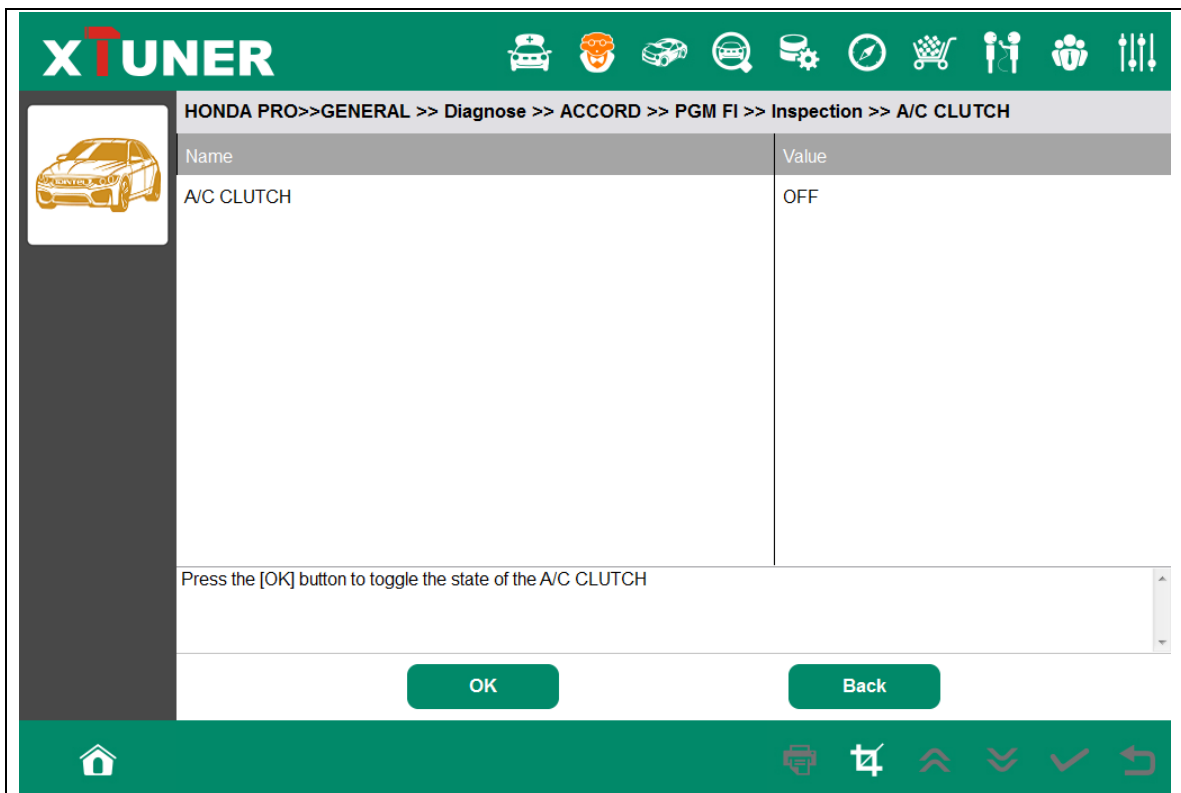 XTUNER
HONDA PRO>>GENERAL >> Diagnose >> ACCORD >> PGM FI >> Inspection >> A/C CLUTCH
Name Value
A/C CLUTCH OFF
Press the [OK] button to toggle the state of the A/C CLUTCH
OK Back